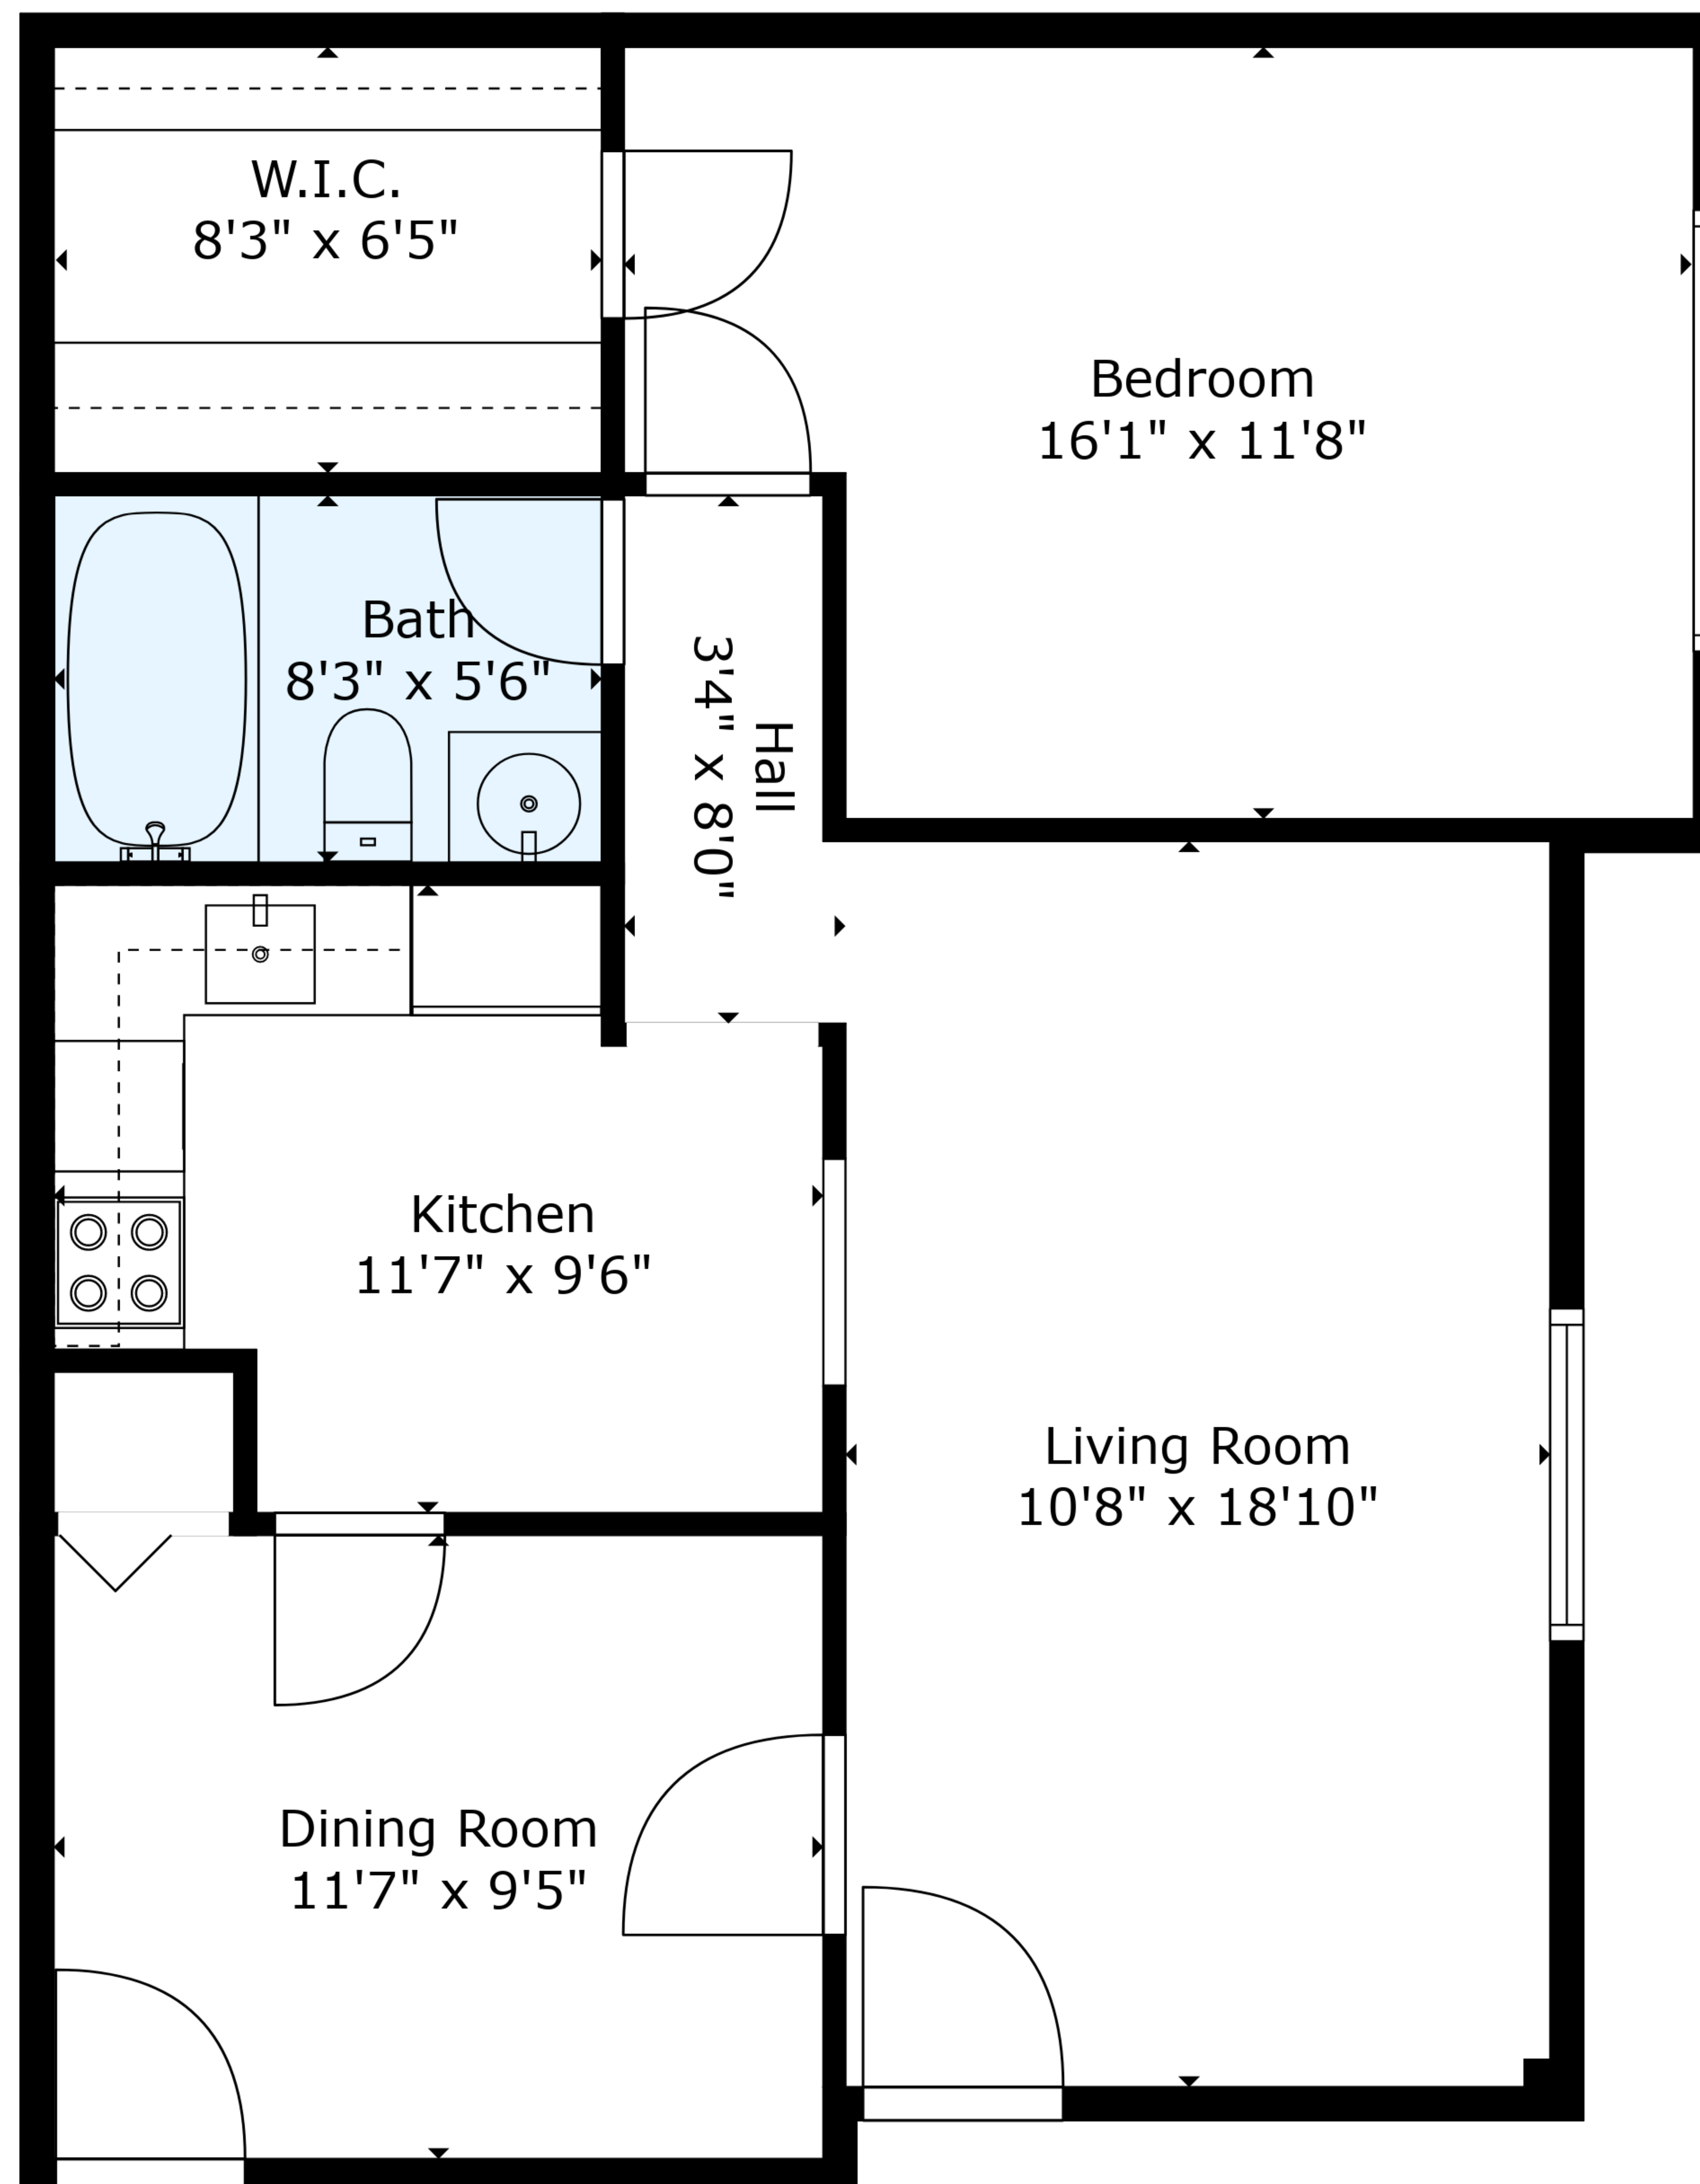 W.I.C.
8'3" x 6'5"
Bedroom
16'1" x 11'8"
Bath
8'3" x 5'6"
Hall
3'4" x 8'0"
Kitchen
11'7" x 9'6"
Living Room
10'8" x 18'10"
Dining Room
11'7" x 9'5"